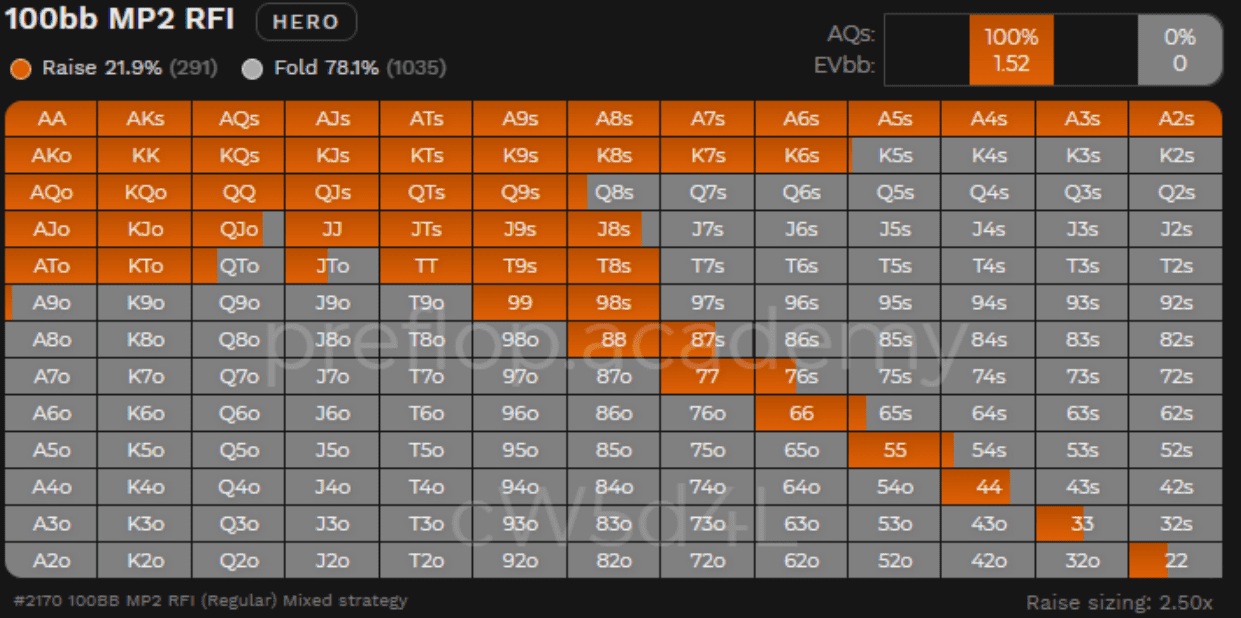 100bb MP2 RFI HERO
AQs: 100% 0%
EVbb: 1.52 0
Raise 21.9% (291) Fold 78.1% (1035)
AA AKs AQs AJs ATs A9s A8s A7s A6s A5s A4s A3s A2s
AKo KK KQs KJs KTs K9s K8s K7s K6s K5s K4s K3s K2s
AQo KQo QQ QJs QTs Q9s Q8s Q7s Q6s Q5s Q4s Q3s Q2s
AJo KJo QJo JJ JTs J9s J8s J7s J6s J5s J4s J3s J2s
ATo KTo QTo JTo TT T9s T8s T7s T6s T5s T4s T3s T2s
A9o K9o Q9o J9o T9o 99 98s 97s 96s 95s 94s 93s 92s
A8o K8o Q8o J8o T8o 98o 88 87s 86s 85s 84s 83s 82s
A7o K7o Q7o J7o T7o 97o 87o 77 76s 75s 74s 73s 72s
A6o K6o Q6o J6o T6o 96o 86o 76o 66 65s 64s 63s 62s
A5o K5o Q5o J5o T5o 95o 85o 75o 65o 55 54s 53s 52s
A4o K4o Q4o J4o T4o 94o 84o 74o 64o 54o 44 43s 42s
A3o K3o Q3o J3o T3o 93o 83o 73o 63o 53o 43o 33 32s
A2o K2o Q2o J2o T2o 92o 82o 72o 62o 52o 42o 32o 22
preflop.academy
cW5d4L
#2170 100BB MP2 RFI (Regular) Mixed strategy
Raise sizing: 2.50x